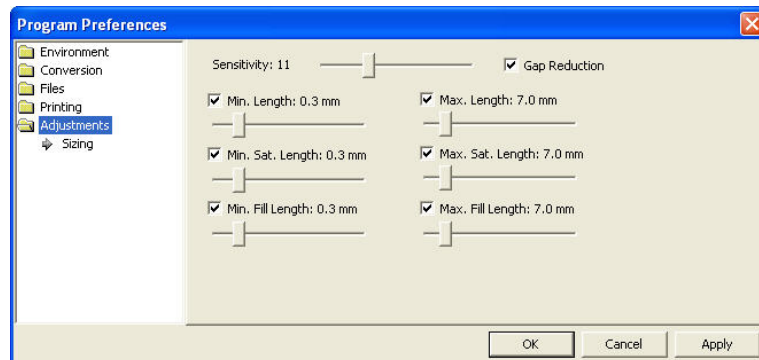 Program Preferences
Environment
Conversion
Files
Printing
Adjustments
Sizing
Sensitivity: 11
Gap Reduction
Min. Length: 0.3 mm
Max. Length: 7.0 mm
Min. Sat. Length: 0.3 mm
Max. Sat. Length: 7.0 mm
Min. Fill Length: 0.3 mm
Max. Fill Length: 7.0 mm
OK
Cancel
Apply